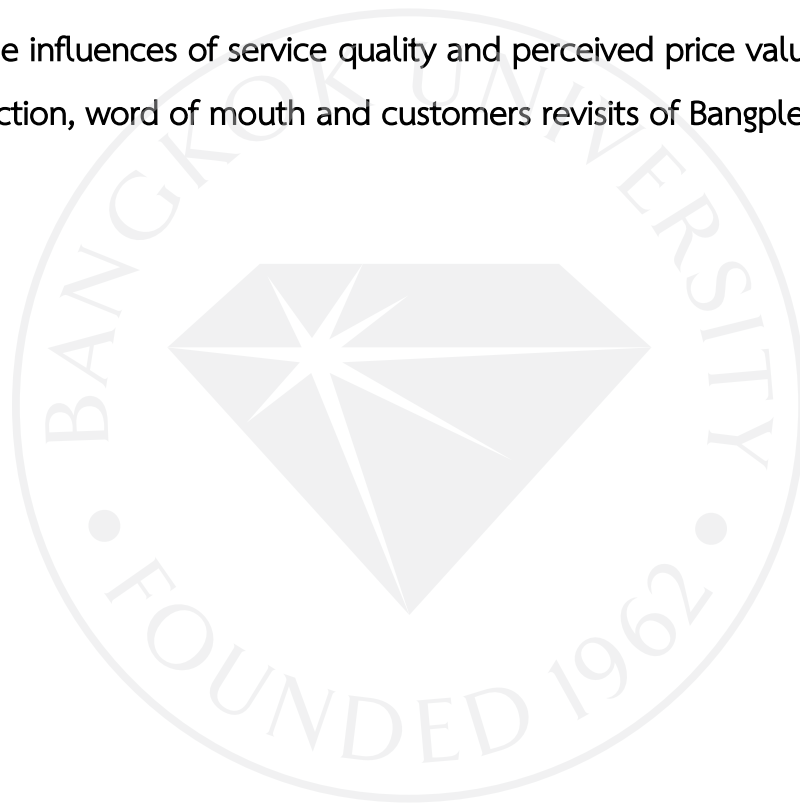 e influences of service quality and perceived price valu
ction, word of mouth and customers revisits of Bangple
BANGKOK UNIVERSITY
FOUNDED 1962